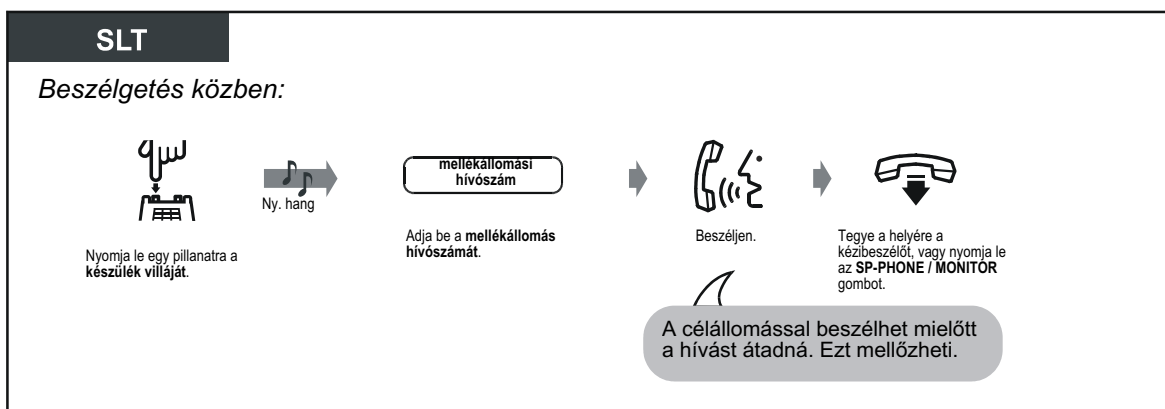 SLT
Beszélgetés közben:
Ny. hang
mellékállomási
hívószám
Nyomja le egy pillanatra a
készülék villáját.
Adja be a mellékállomás
hívószámát.
Beszéljen.
Tegye a helyére a
kézibeszélőt, vagy nyomja le
az SP-PHONE / MONITOR
gombot.
A célállomással beszélhet mielőtt
a hívást átadná. Ezt mellőzheti.